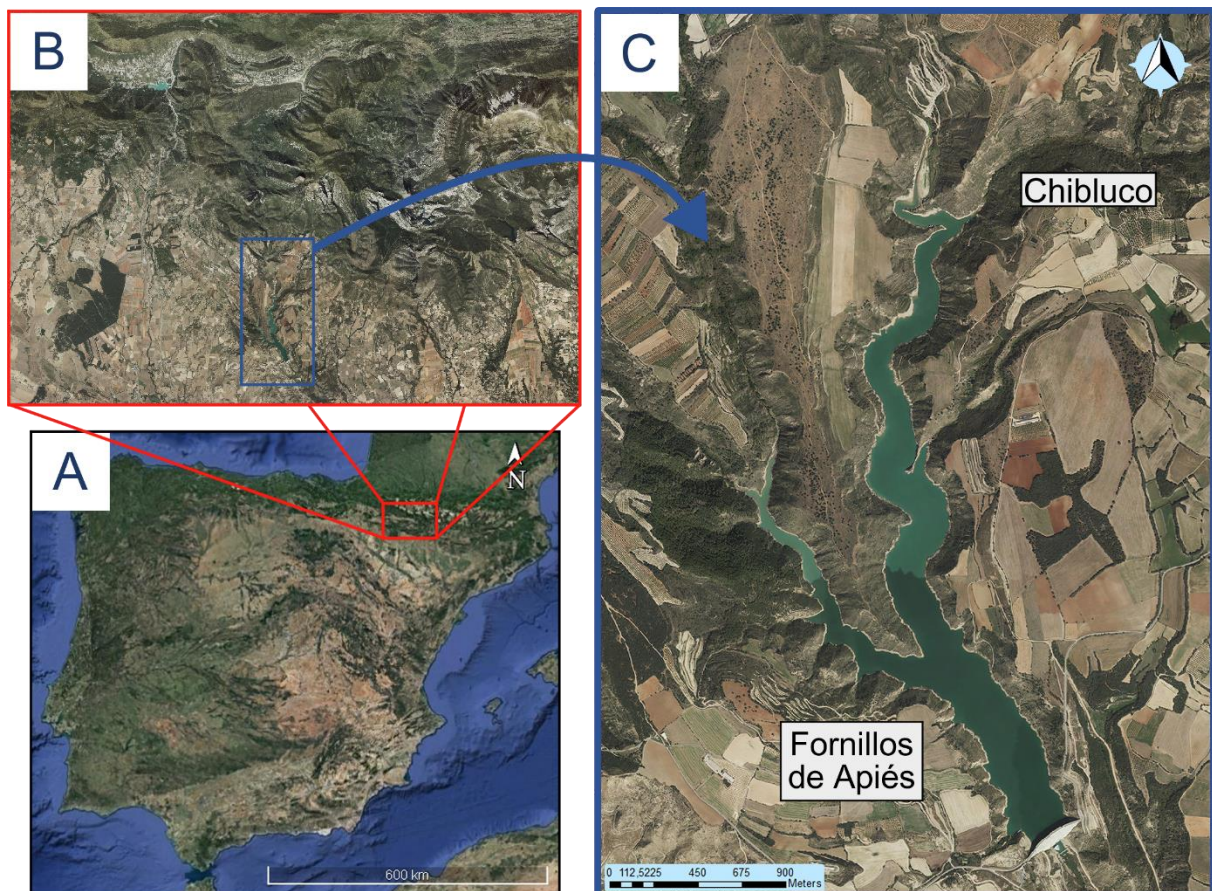 B
C
Chibluco
A
N
Fornillos
de Apiés
600 km
0 112,5225 450 675 900
Meters